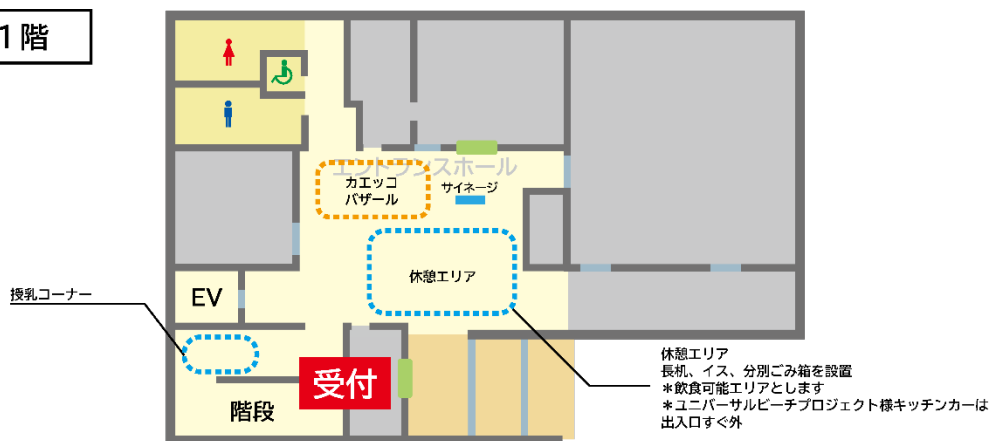 1階
エントランスホール
カエッコ
バザール
サイネージ
休憩エリア
EV
授乳コーナー
受付
階段
休憩エリア
長机、イス、分別ごみ箱を設置
＊飲食可能エリアとします
＊ユニバーサルビーチプロジェクト様キッチンカーは
出入口すぐ外